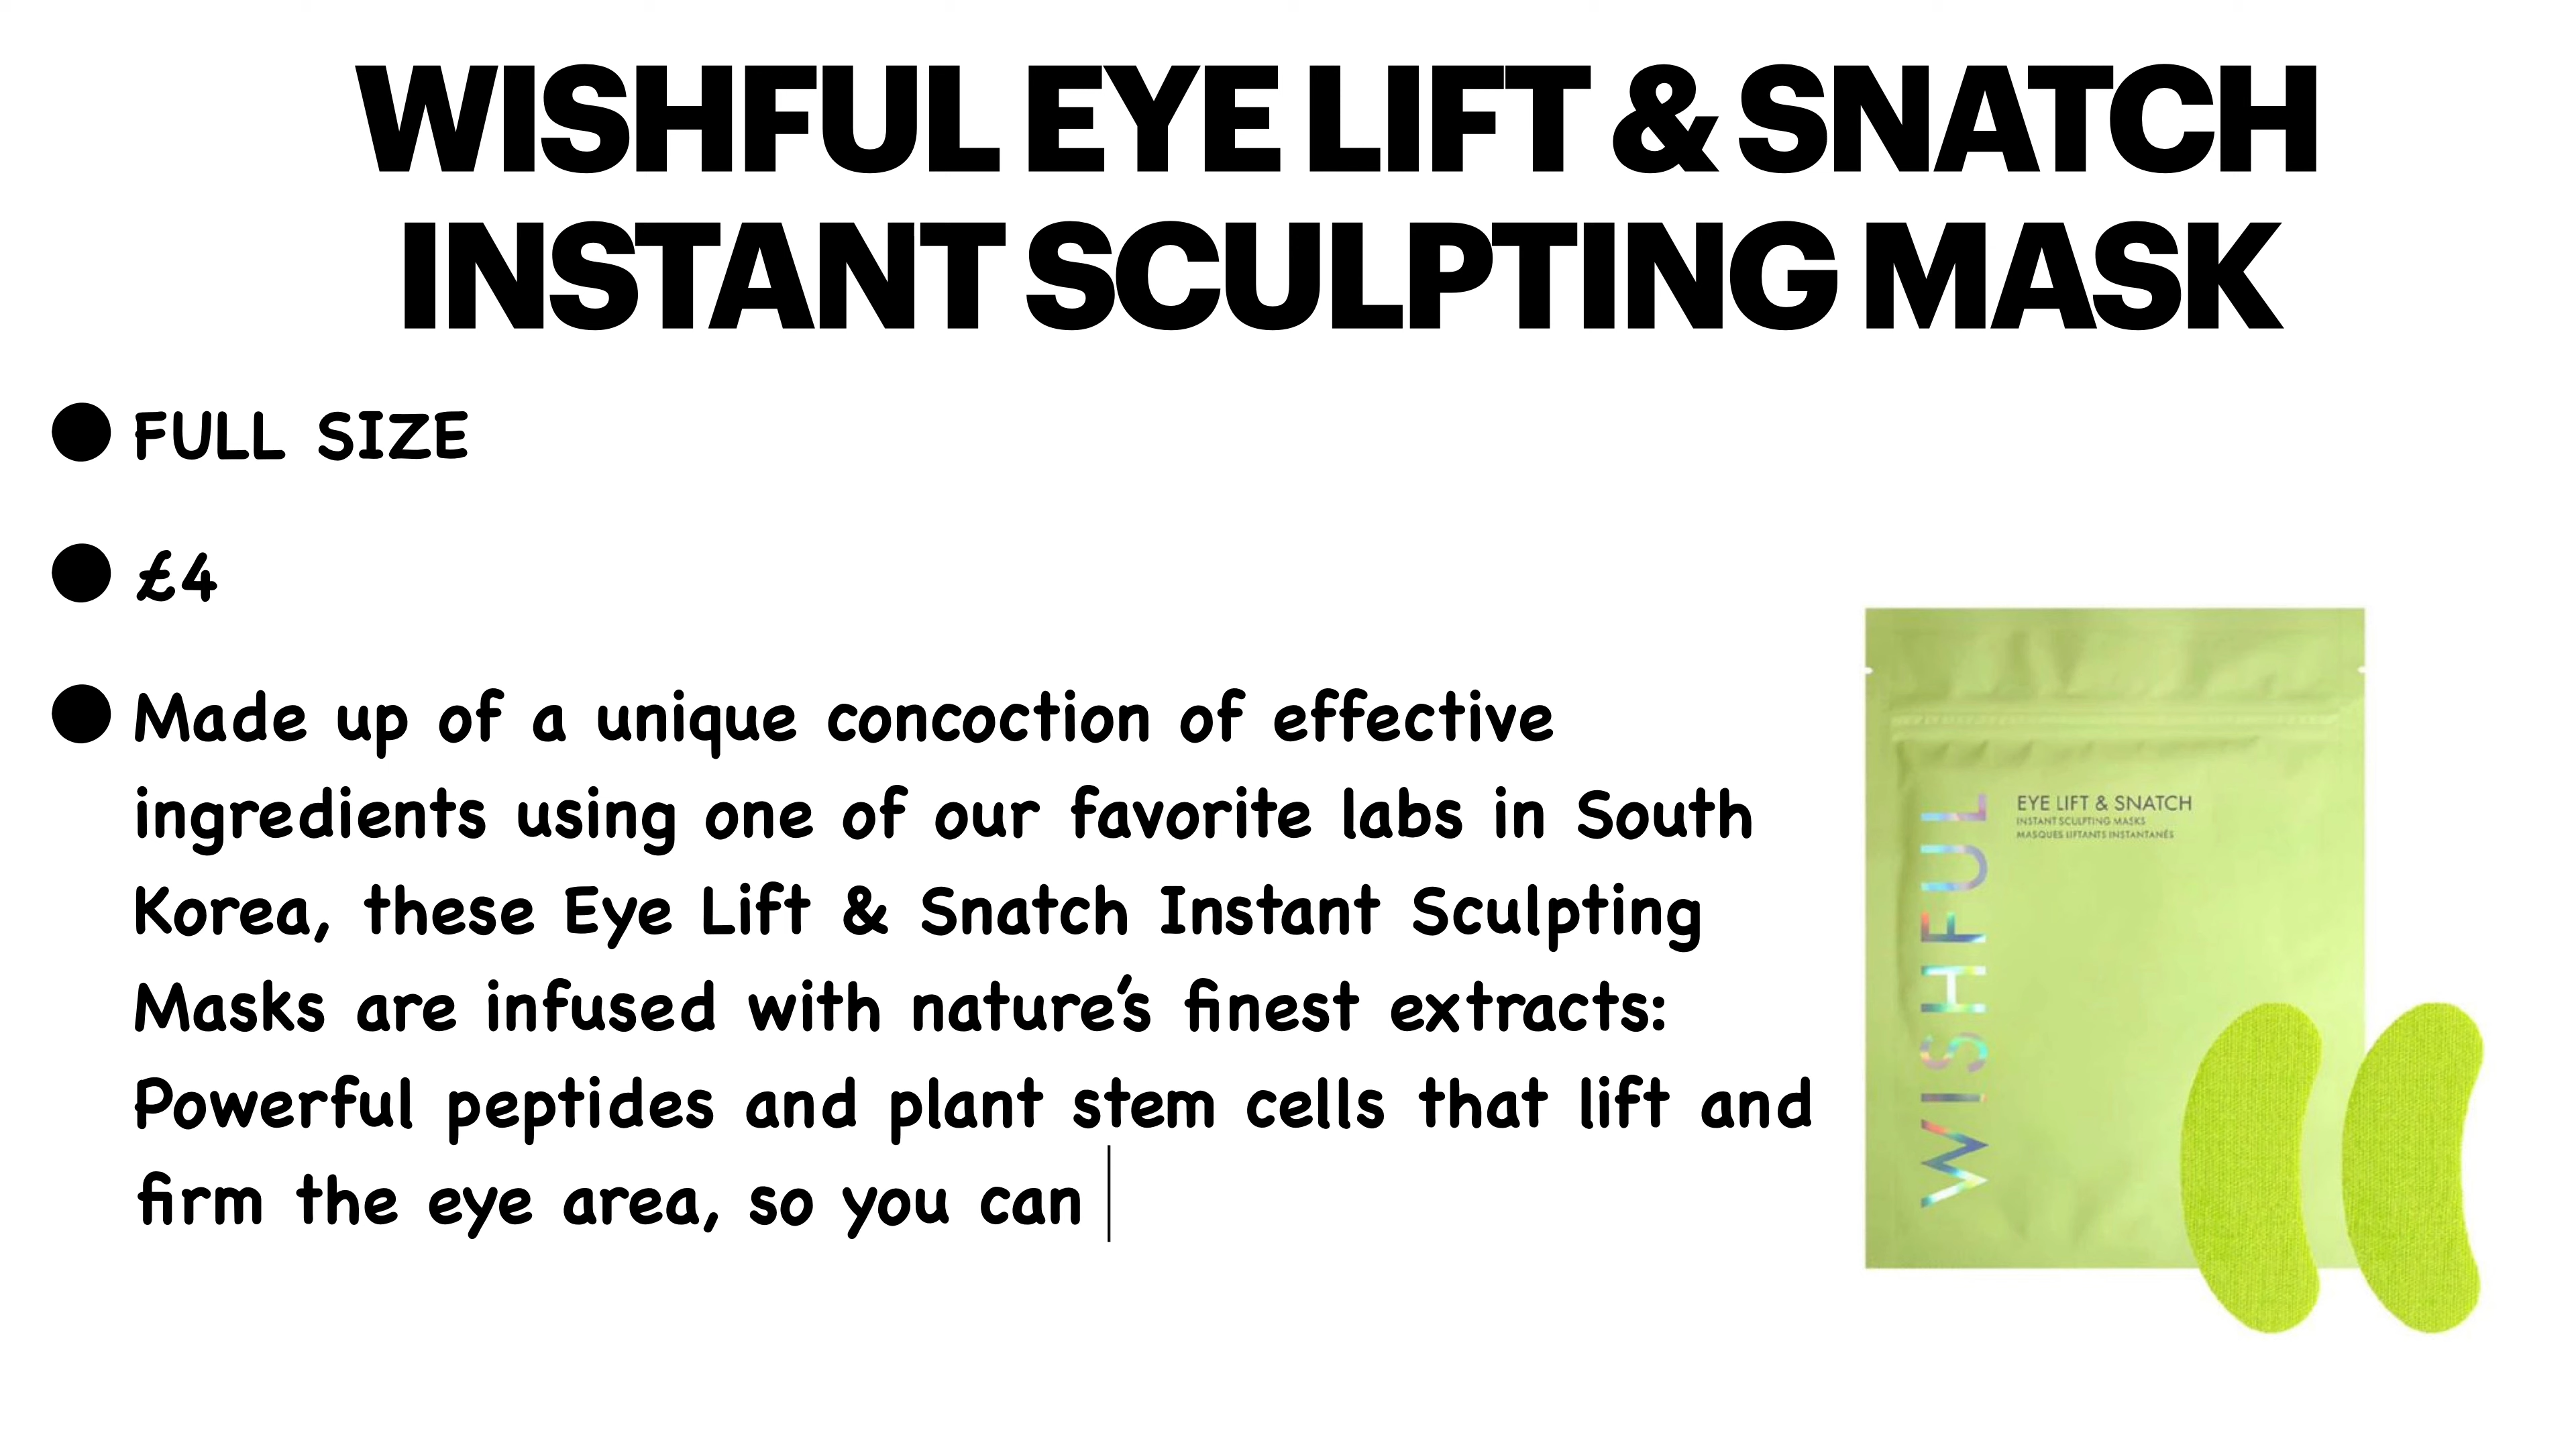 WISHFUL EYE LIFT & SNATCH
INSTANT SCULPTING MASK
● FULL SIZE
● £4
● Made up of a unique concoction of effective
ingredients using one of our favorite labs in South
Korea, these Eye Lift & Snatch Instant Sculpting
Masks are infused with nature’s finest extracts:
Powerful peptides and plant stem cells that lift and
firm the eye area, so you can
WISHFUL
EYE LIFT & SNATCH
INSTANT SCULPTING MASKS
MASQUES LIFTANTS INSTANTANÉS